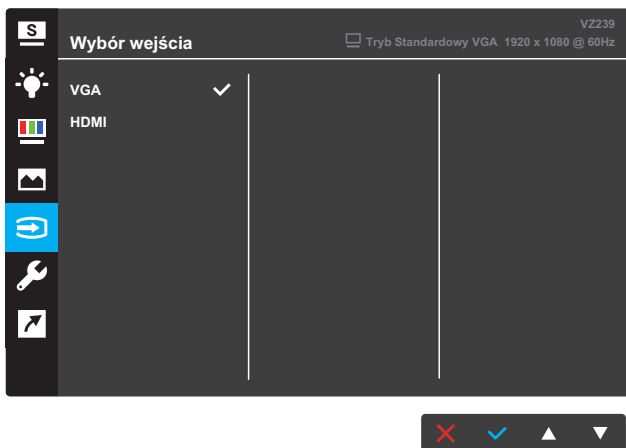 S
VZ239
Wybór wejścia
Tryb Standardowy VGA 1920 x 1080 @ 60Hz
VGA
HDMI